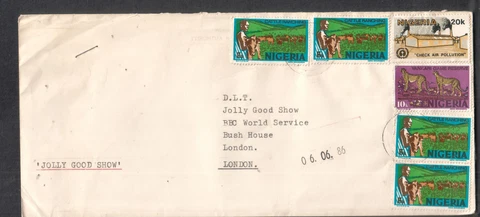 NIGERIA
NIGERIA
NIGERIA 20k
"CHECK AIR POLLUTION"
10k NIGERIA
D.L.T.
Jolly Good Show
BBC World Service
Bush House
London.
LONDON.
06. 06. 86
'JOLLY GOOD SHOW'
NIGERIA
NIGERIA